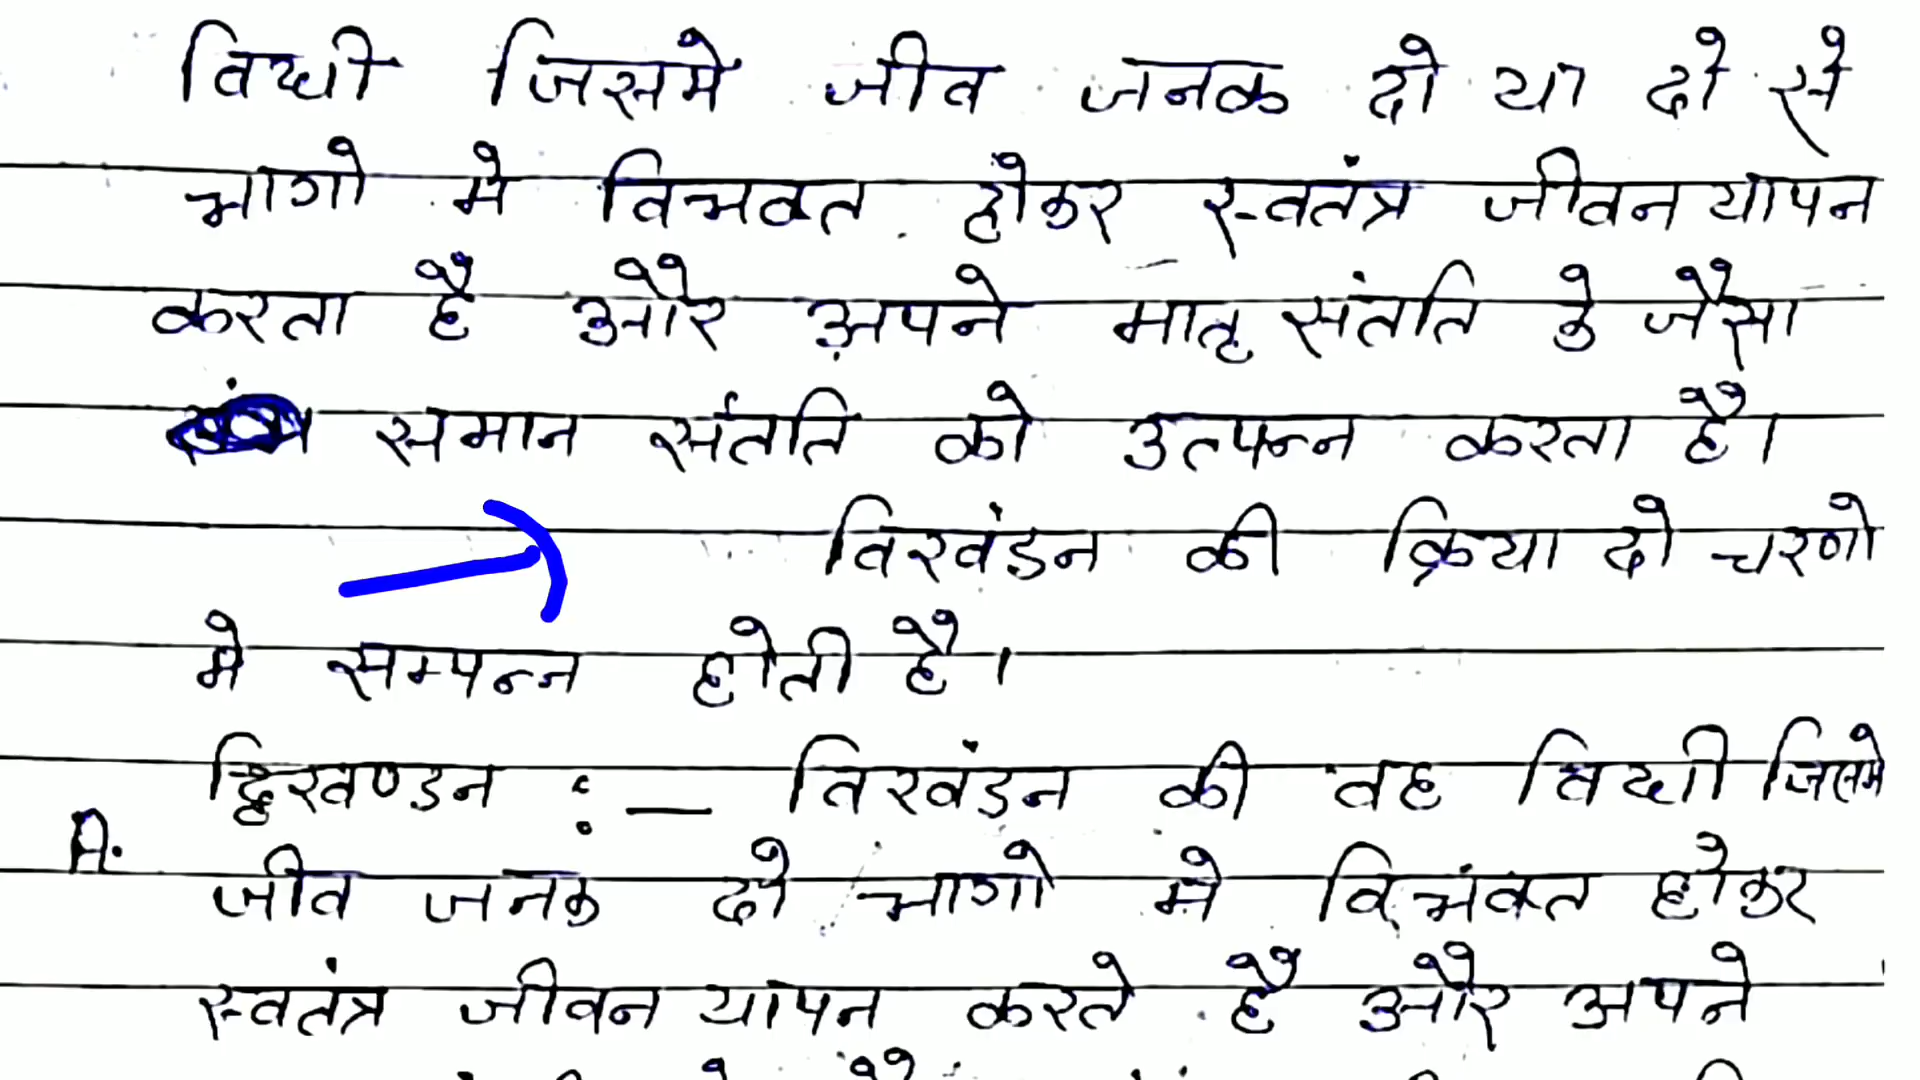 विधी जिसमे जीव जनक दो या दो से
भागो मे विभक्त होकर स्वतंत्र जीवन यापन
करता है और अपने मातृ संतति के जैसा
समान संतति को उत्पन्न करता है।
विखंडन की क्रिया दो चरणो
मे सम्पन्न होती है।
द्विखण्डन :- विखंडन की वह विधी जिसमे
जीव जनक दो भागो मे विभंक्त होकर
स्वतंत्र जीवन यापन करते है और अपने